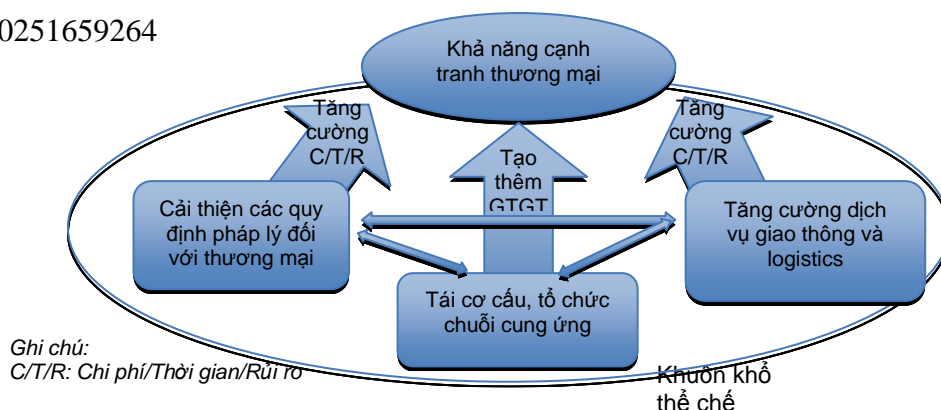 0251659264
Khả năng cạnh
tranh thương mại
Tăng
cường
C/T/R
Tạo
thêm
GTGT
Tăng
cường
C/T/R
Cải thiện các quy
định pháp lý đối
với thương mại
Tăng cường dịch
vụ giao thông và
logistics
Tái cơ cấu, tổ chức
chuỗi cung ứng
Ghi chú:
C/T/R: Chi phí/Thời gian/Rủi ro
Khuôn khổ
thể chế